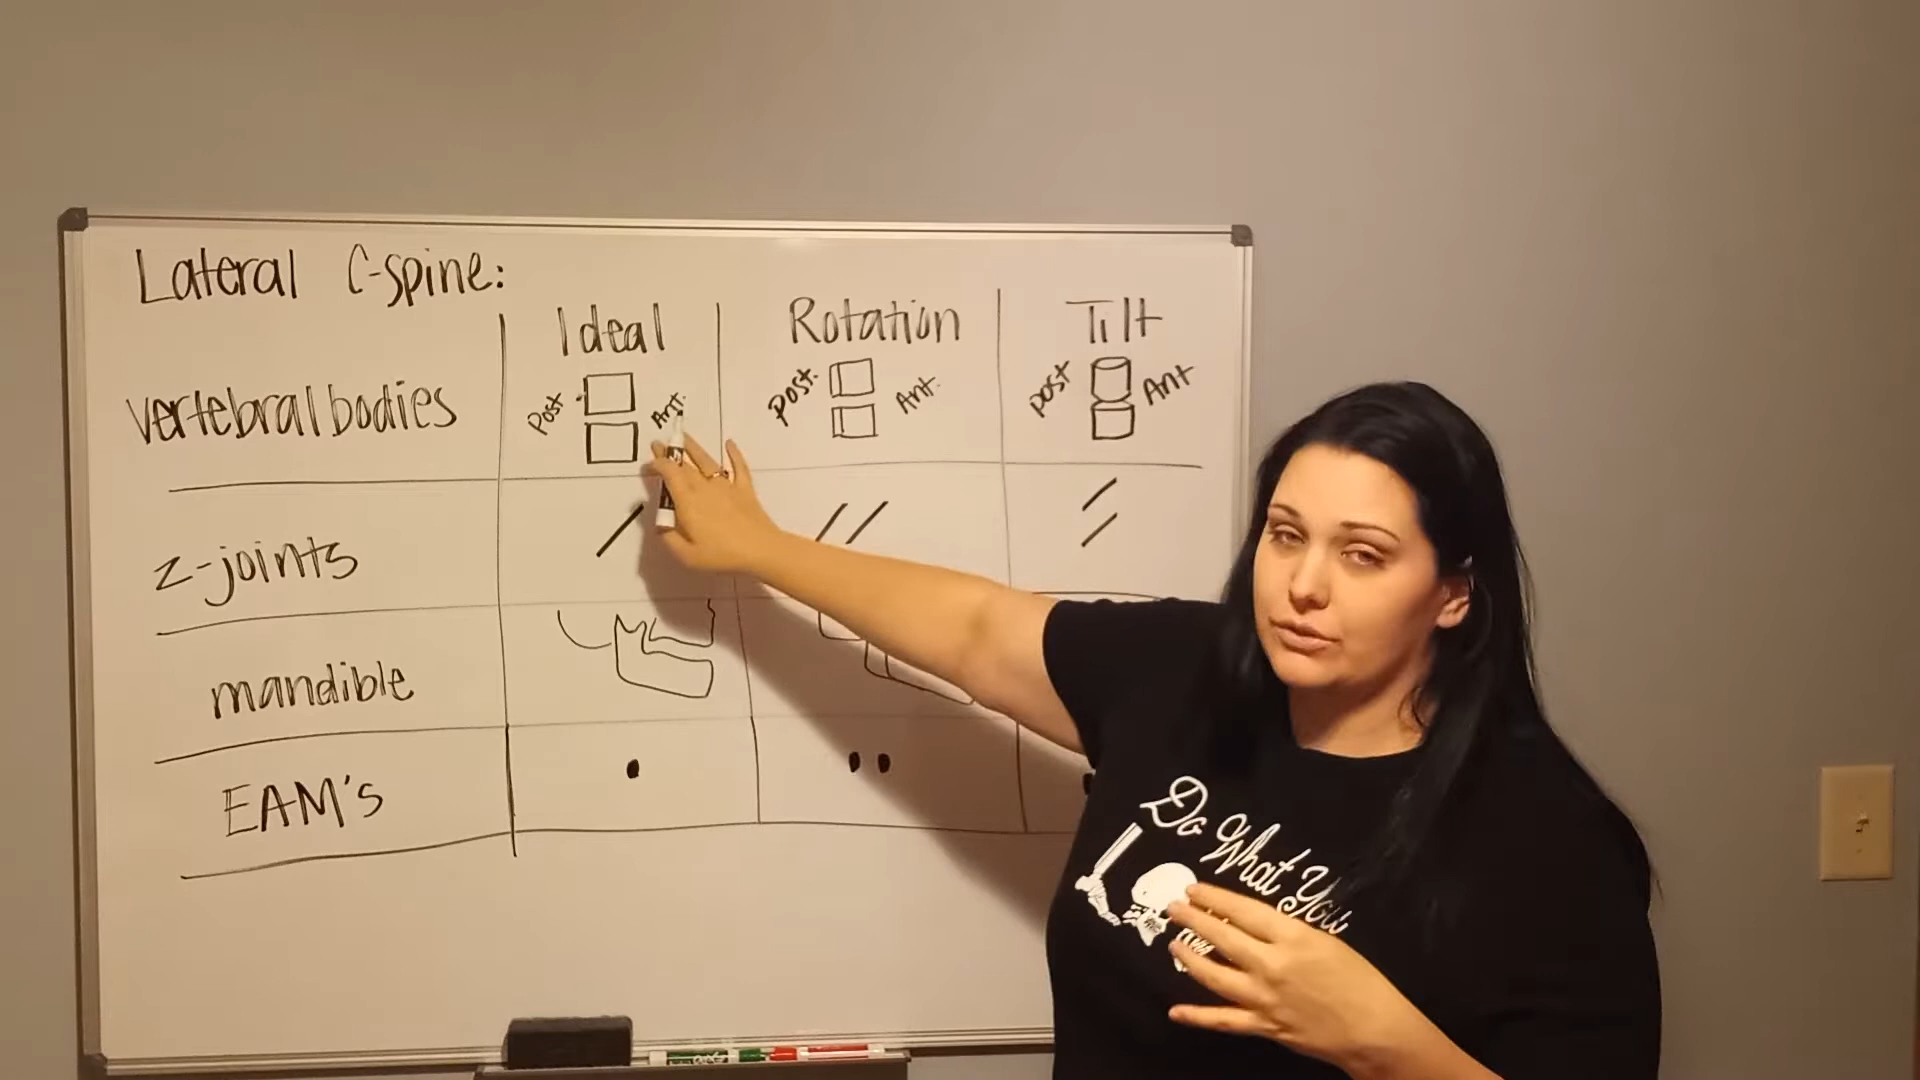 Lateral C-spine:
Ideal
Rotation
Tilt
vertebral bodies
Post
Ant.
Post.
Ant.
post
Ant
z-joints
mandible
EAM's
Do What You